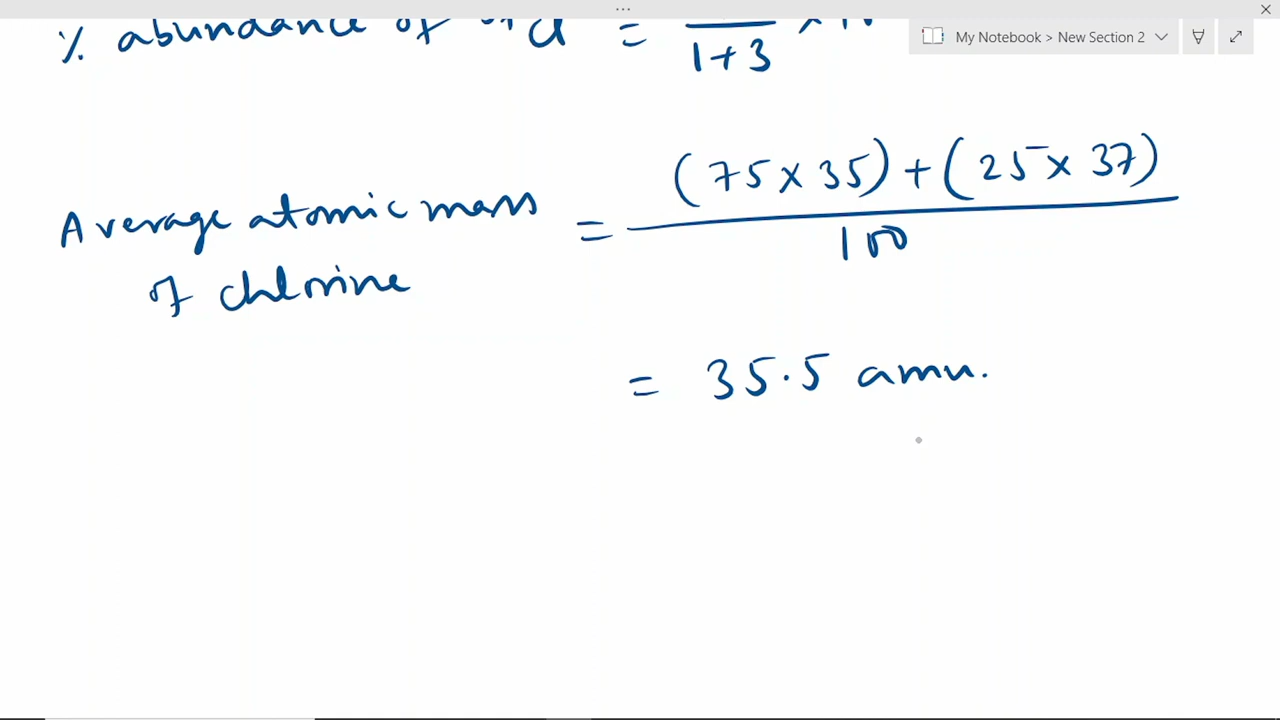 My Notebook > New Section 2
% abundance of Cl =
1+3
(75 x 35) + (25 x 37)
Average atomic mass =
100
of chlorine
= 35.5 amu.